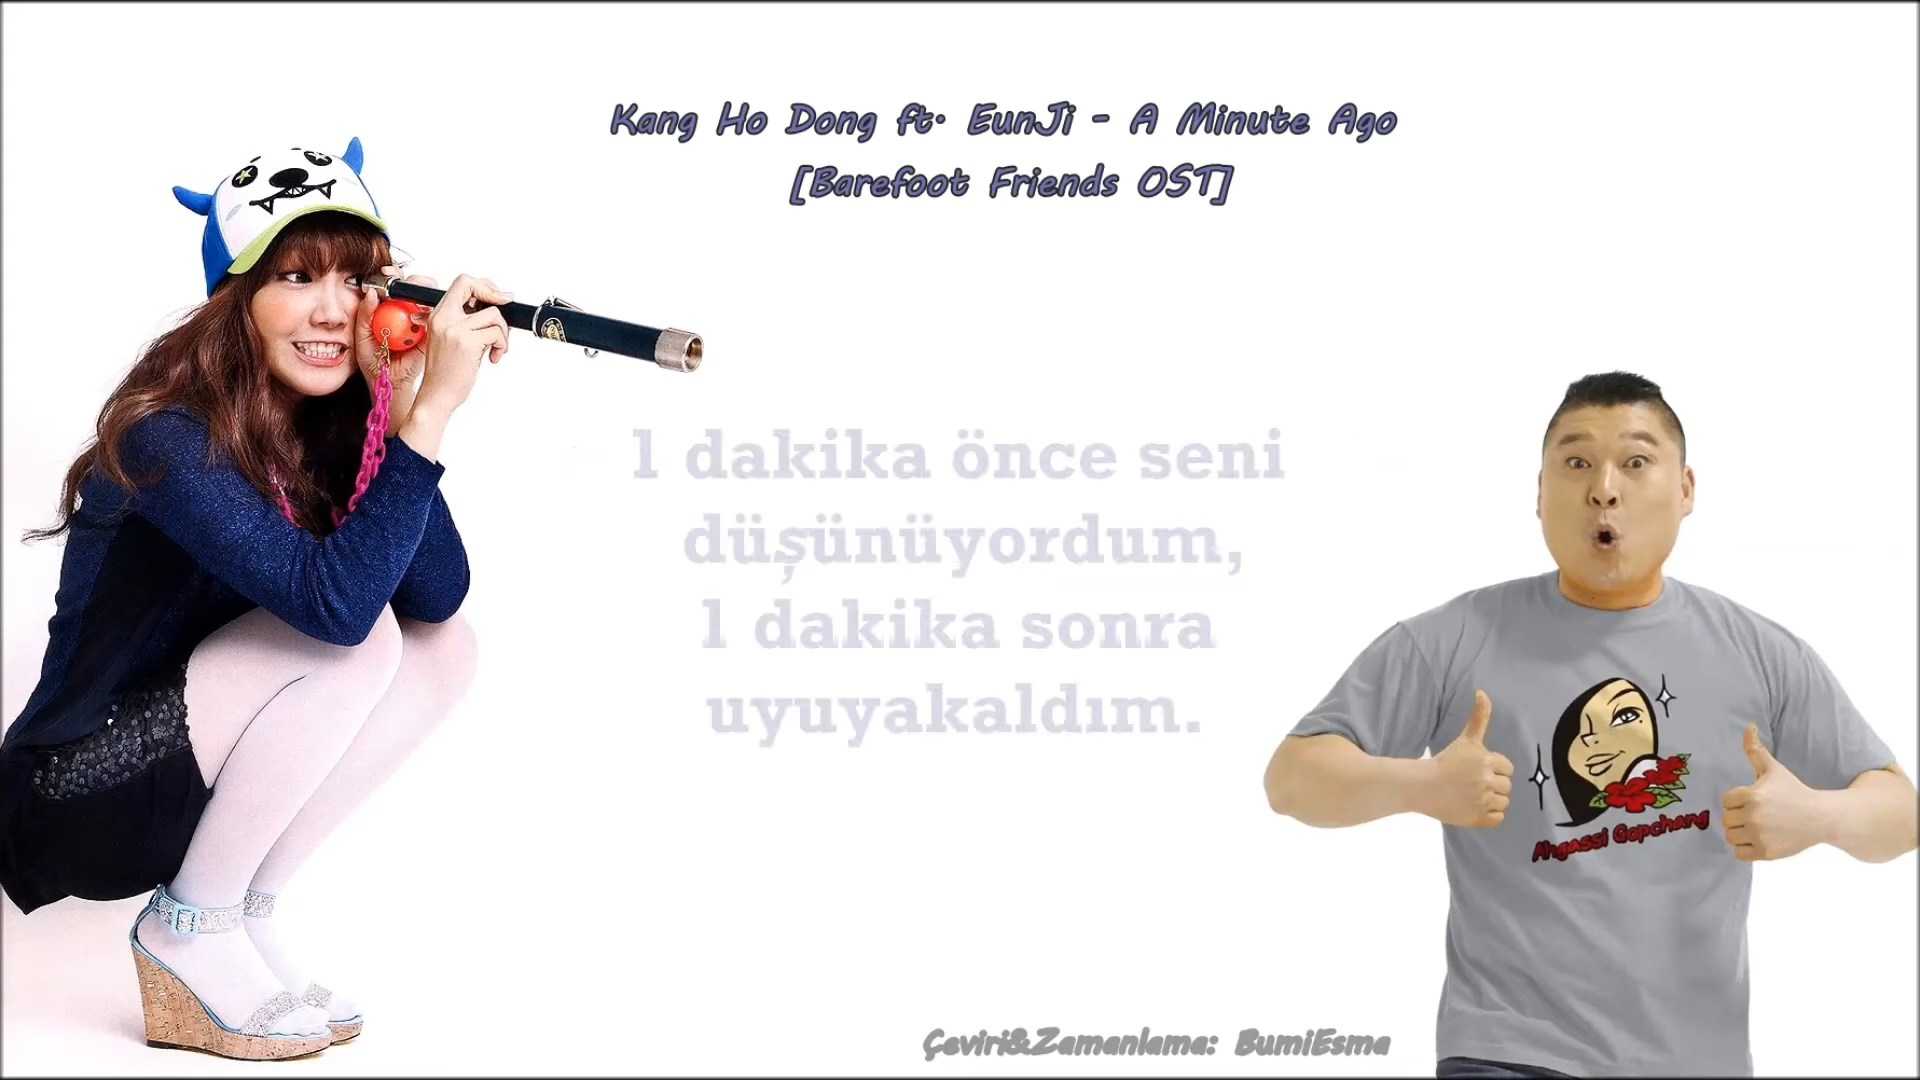 Kang Ho Dong ft. EunJi - A Minute Ago
[Barefoot Friends OST]
1 dakika önce seni
düşünüyordum,
1 dakika sonra
uyuyakaldım.
Ahgassi Gopchang
Çeviri&Zamanlama: BumiEsma